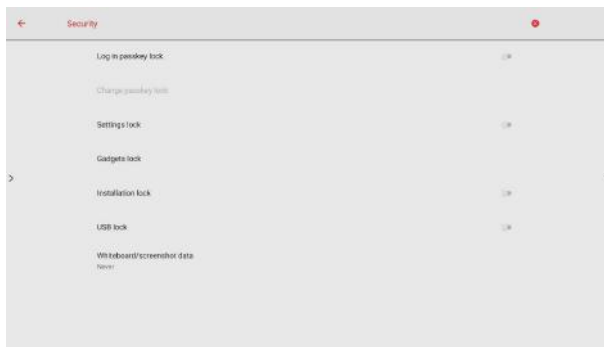 Security
Log in passkey lock
Change passkey lock
Settings lock
Gadgets lock
Installation lock
USB lock
Whiteboard/screenshot data
Never